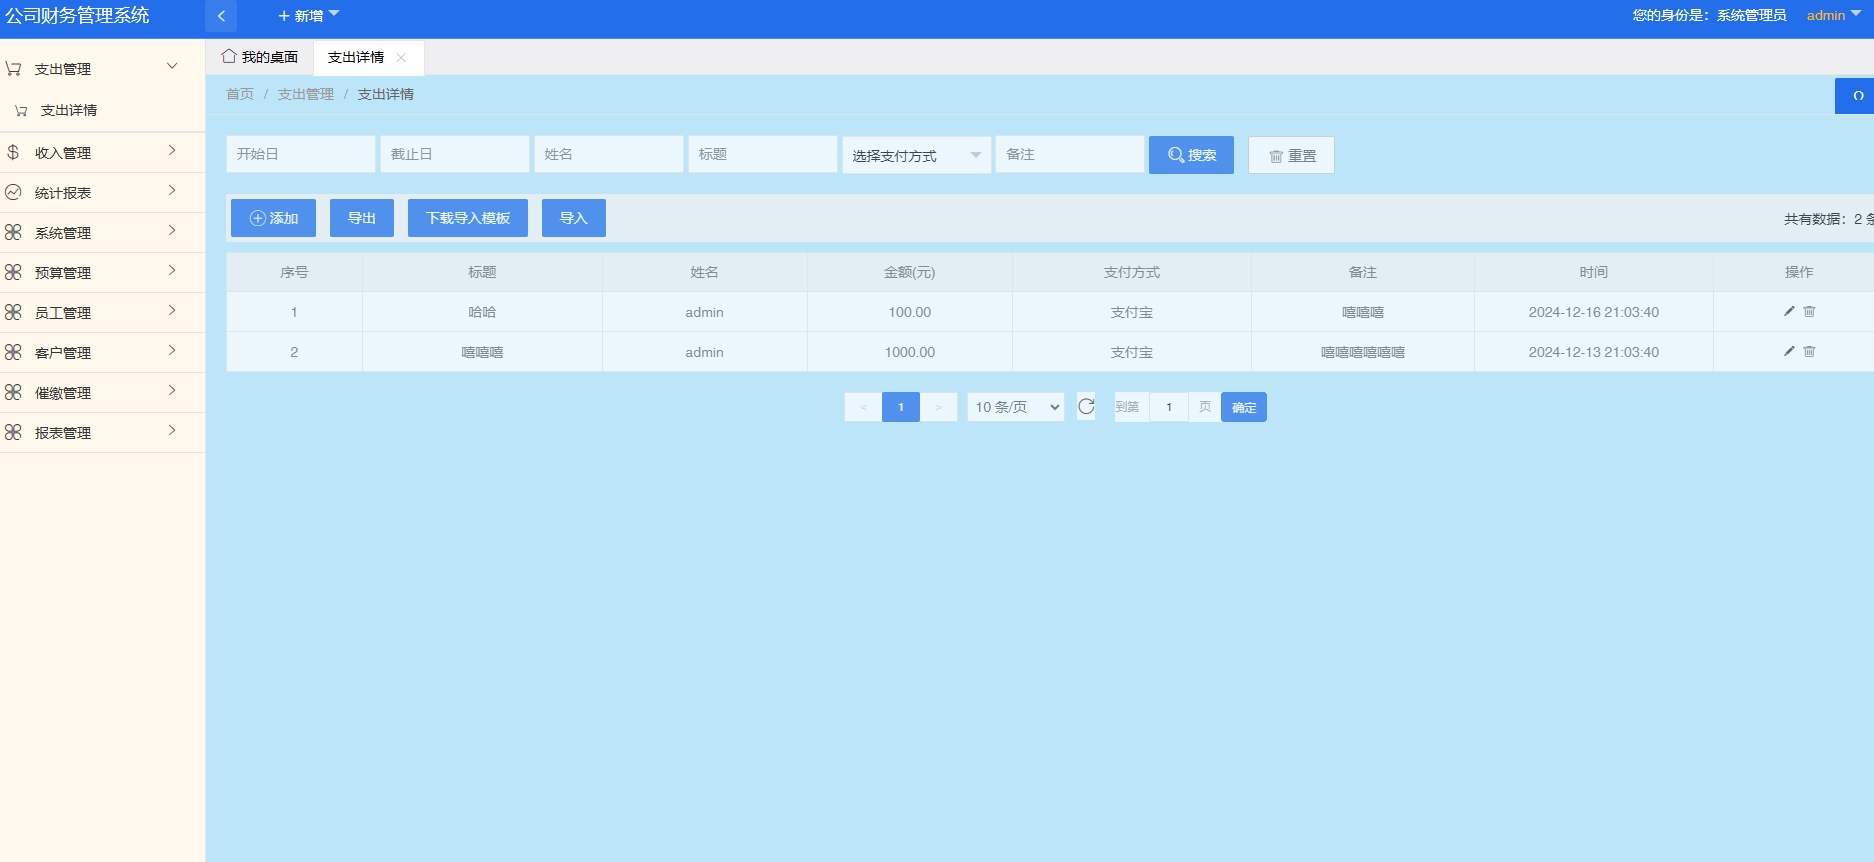 公司财务管理系统
新增
您的身份是：系统管理员 admin
支出管理
支出详情
收入管理
统计报表
系统管理
预算管理
员工管理
客户管理
催缴管理
报表管理
我的桌面 支出详情
首页 / 支出管理 / 支出详情
开始日 截止日 姓名 标题 选择支付方式 备注 搜索 重置
添加 导出 下载导入模板 导入 共有数据：2 条
序号 标题 姓名 金额(元) 支付方式 备注 时间 操作
1 哈哈 admin 100.00 支付宝 嘻嘻嘻 2024-12-16 21:03:40
2 嘻嘻嘻 admin 1000.00 支付宝 嘻嘻嘻嘻嘻嘻 2024-12-13 21:03:40
< 1 > 10 条/页 到第 1 页 确定